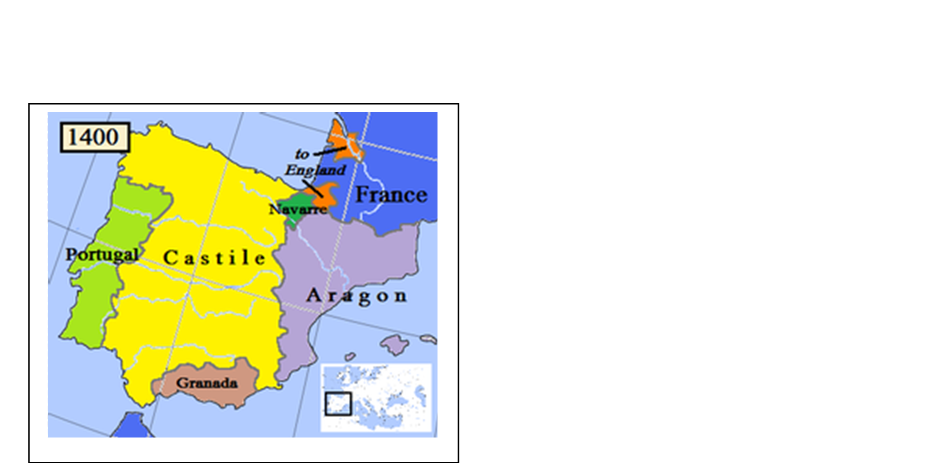 1400
to
England
France
Navarre
Portugal
Castile
Aragon
Granada